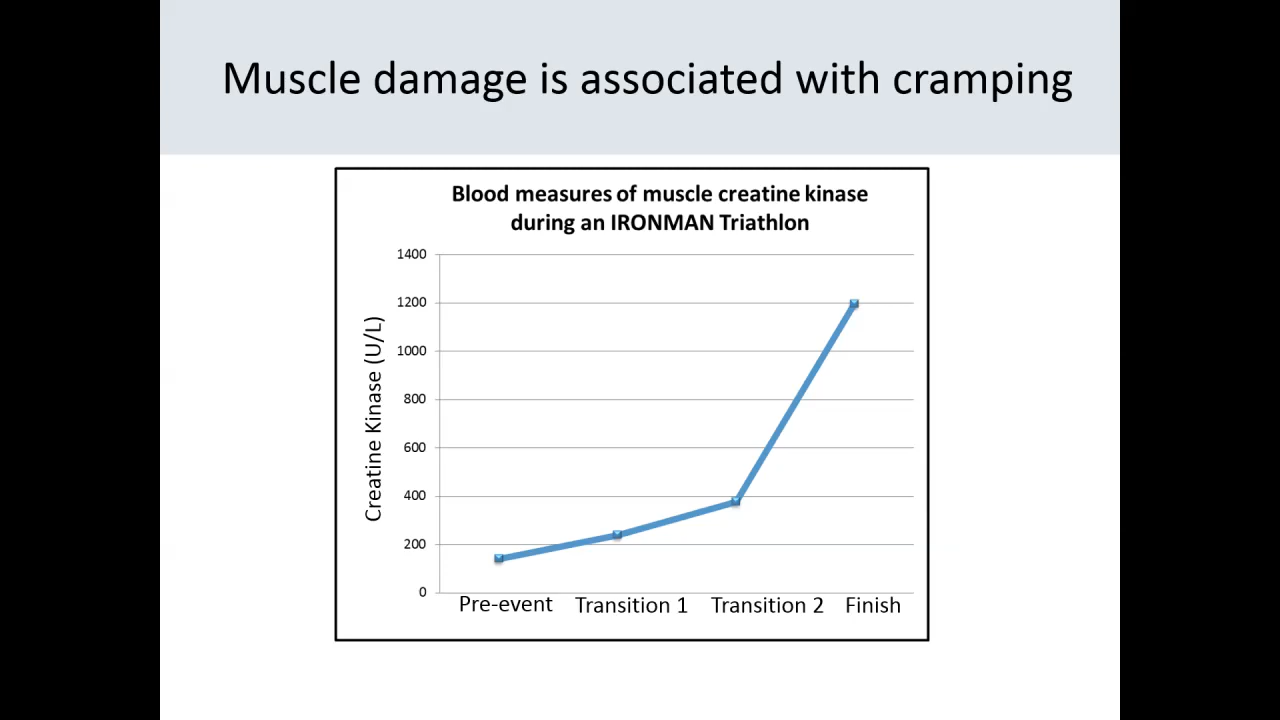 Muscle damage is associated with cramping
Blood measures of muscle creatine kinase
during an IRONMAN Triathlon
Creatine Kinase (U/L)
1400
1200
1000
800
600
400
200
0
Pre-event Transition 1 Transition 2 Finish